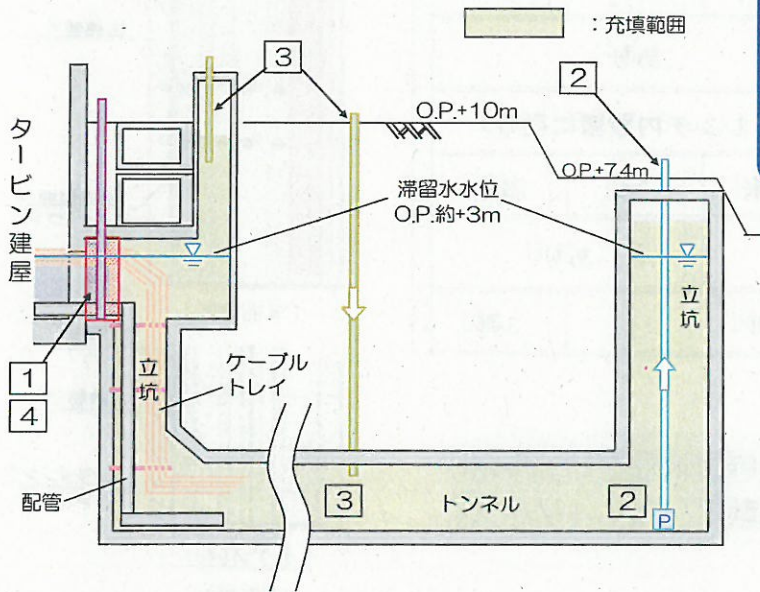 ：充填範囲
3
2
O.P.+10m
O.P.+7.4m
タービン建屋
滞留水水位
O.P.約+3m
立坑
立坑
1
4
ケーブル
トレイ
配管
3
トンネル
2
P